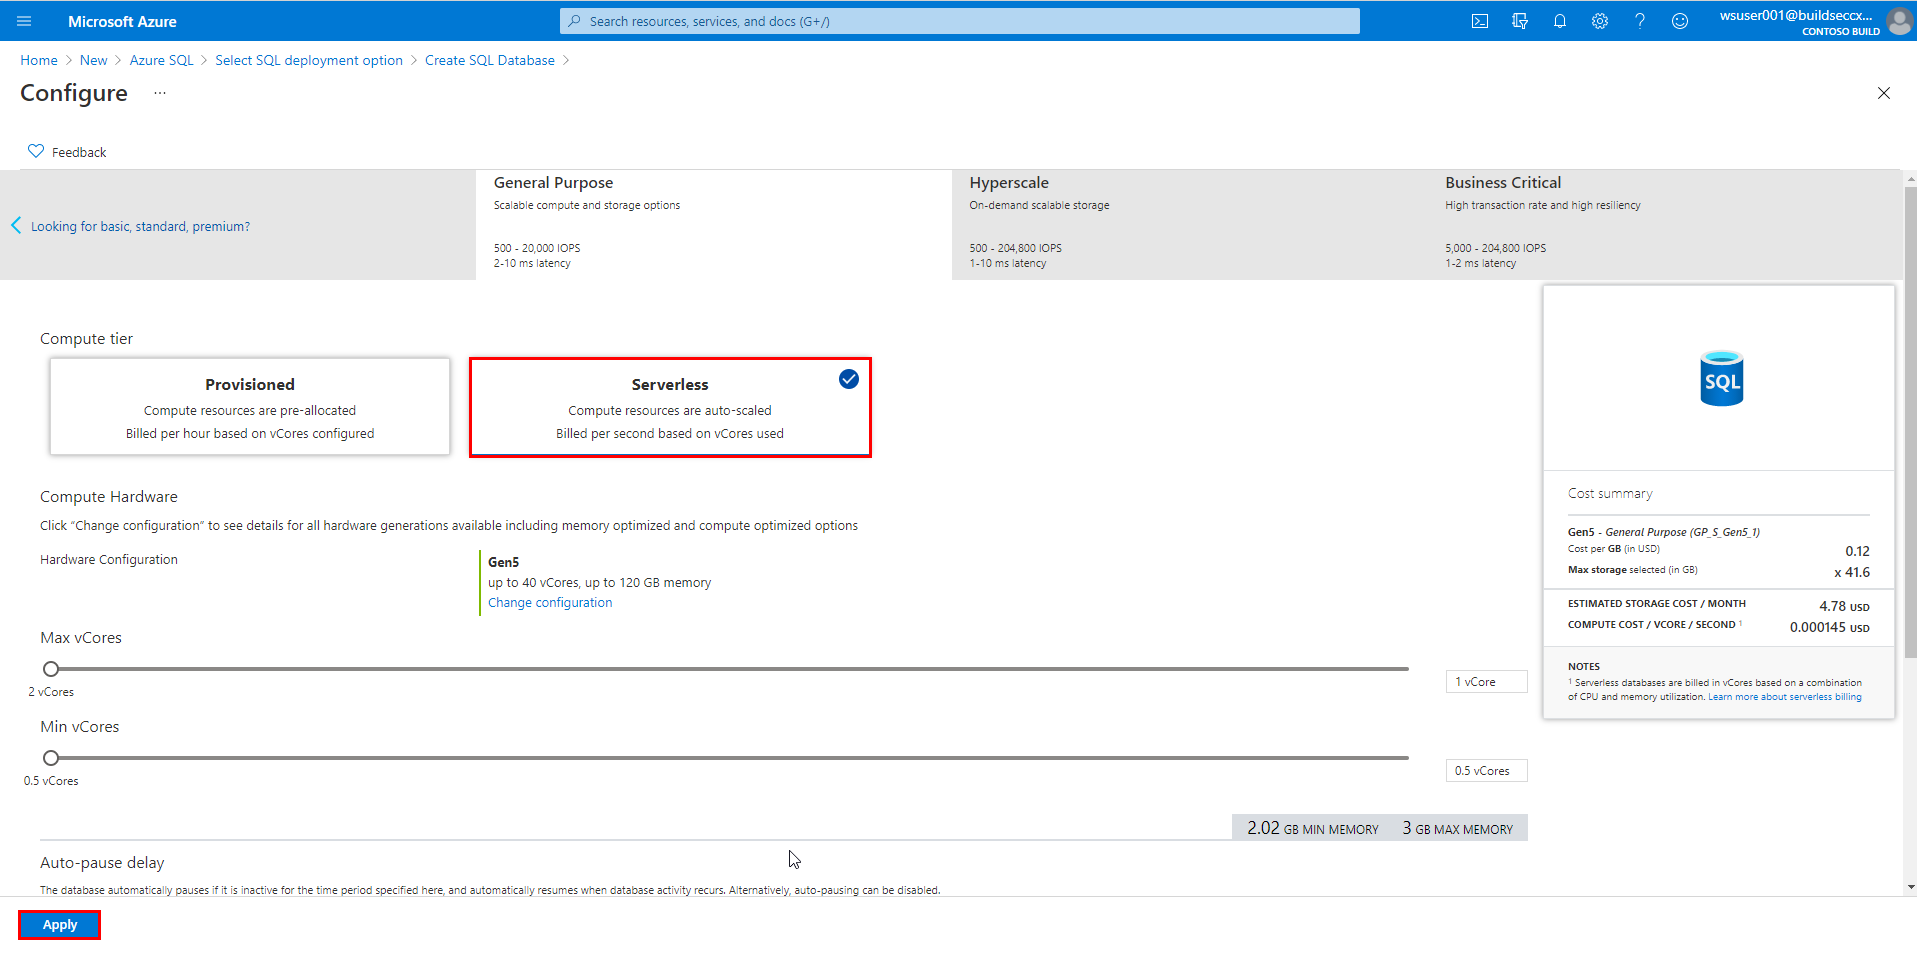 Microsoft Azure
Search resources, services, and docs (G+/)
wsuser001@buildseccx...
CONTOSO BUILD
Home > New > Azure SQL > Select SQL deployment option > Create SQL Database >
Configure ...
Feedback
Looking for basic, standard, premium?
General Purpose
Scalable compute and storage options
500 - 20,000 IOPS
2-10 ms latency
Hyperscale
On-demand scalable storage
500 - 204,800 IOPS
1-10 ms latency
Business Critical
High transaction rate and high resiliency
5,000 - 204,800 IOPS
1-2 ms latency
Compute tier
Provisioned
Compute resources are pre-allocated
Billed per hour based on vCores configured
Serverless
Compute resources are auto-scaled
Billed per second based on vCores used
Compute Hardware
Click “Change configuration” to see details for all hardware generations available including memory optimized and compute optimized options
Hardware Configuration
Gen5
up to 40 vCores, up to 120 GB memory
Change configuration
Max vCores
2 vCores
1 vCore
Min vCores
0.5 vCores
0.5 vCores
2.02 GB MIN MEMORY 3 GB MAX MEMORY
Auto-pause delay
The database automatically pauses if it is inactive for the time period specified here, and automatically resumes when database activity recurs. Alternatively, auto-pausing can be disabled.
Apply
SQL
Cost summary
Gen5 - General Purpose (GP_S_Gen5_1)
Cost per GB (in USD) 0.12
Max storage selected (in GB) x 41.6
ESTIMATED STORAGE COST / MONTH 4.78 USD
COMPUTE COST / VCORE / SECOND 1 0.000145 USD
NOTES
1 Serverless databases are billed in vCores based on a combination
of CPU and memory utilization. Learn more about serverless billing